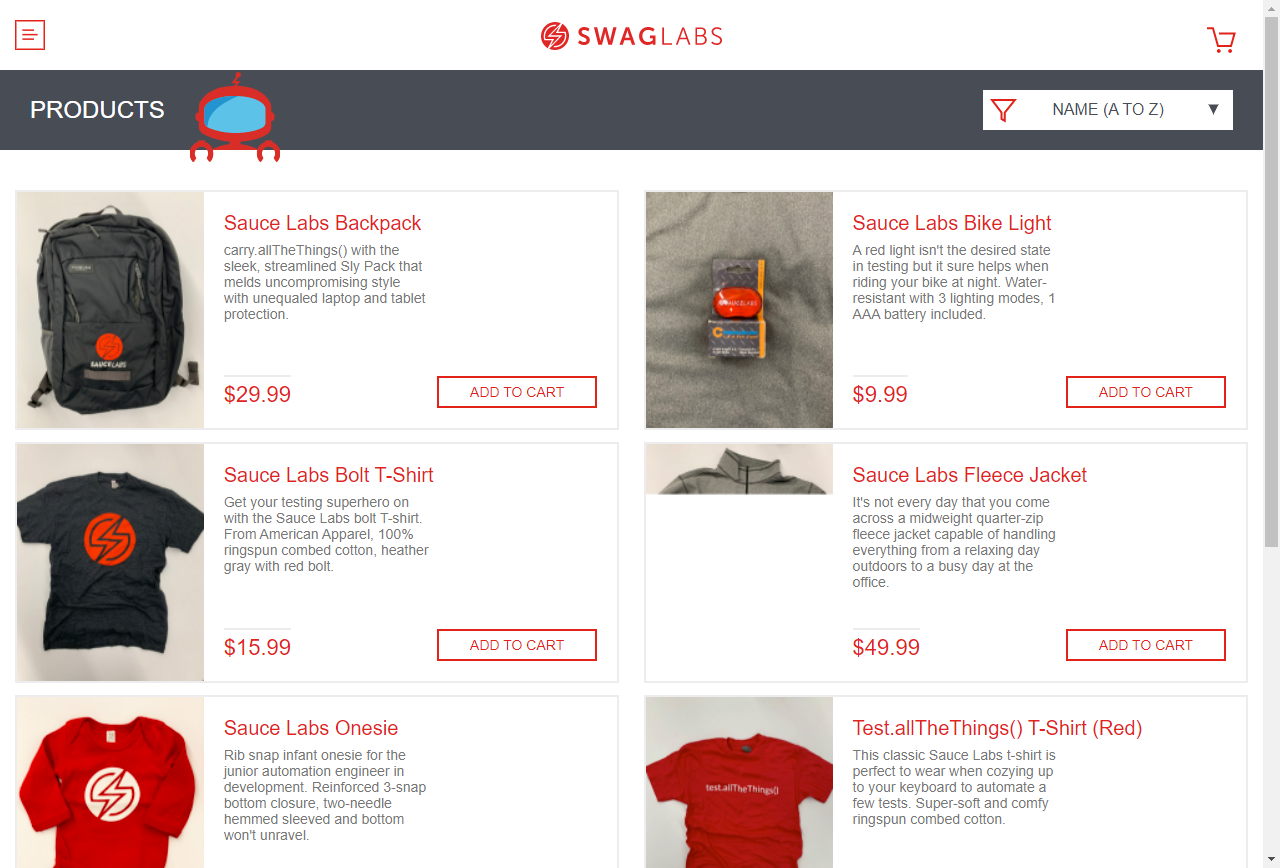 SWAGLABS
PRODUCTS
NAME (A TO Z) ▼
Sauce Labs Backpack
carry.allTheThings() with the
sleek, streamlined Sly Pack that
melds uncompromising style
with unequaled laptop and tablet
protection.
$29.99
ADD TO CART
SAUCELABS
Sauce Labs Bike Light
A red light isn't the desired state
in testing but it sure helps when
riding your bike at night. Water-
resistant with 3 lighting modes, 1
AAA battery included.
$9.99
ADD TO CART
SAUCELABS
Sauce Labs Bolt T-Shirt
Get your testing superhero on
with the Sauce Labs bolt T-shirt.
From American Apparel, 100%
ringspun combed cotton, heather
gray with red bolt.
$15.99
ADD TO CART
Sauce Labs Fleece Jacket
It's not every day that you come
across a midweight quarter-zip
fleece jacket capable of handling
everything from a relaxing day
outdoors to a busy day at the
office.
$49.99
ADD TO CART
Sauce Labs Onesie
Rib snap infant onesie for the
junior automation engineer in
development. Reinforced 3-snap
bottom closure, two-needle
hemmed sleeved and bottom
won't unravel.
Test.allTheThings() T-Shirt (Red)
This classic Sauce Labs t-shirt is
perfect to wear when cozying up
to your keyboard to automate a
few tests. Super-soft and comfy
ringspun combed cotton.
test.allTheThings()